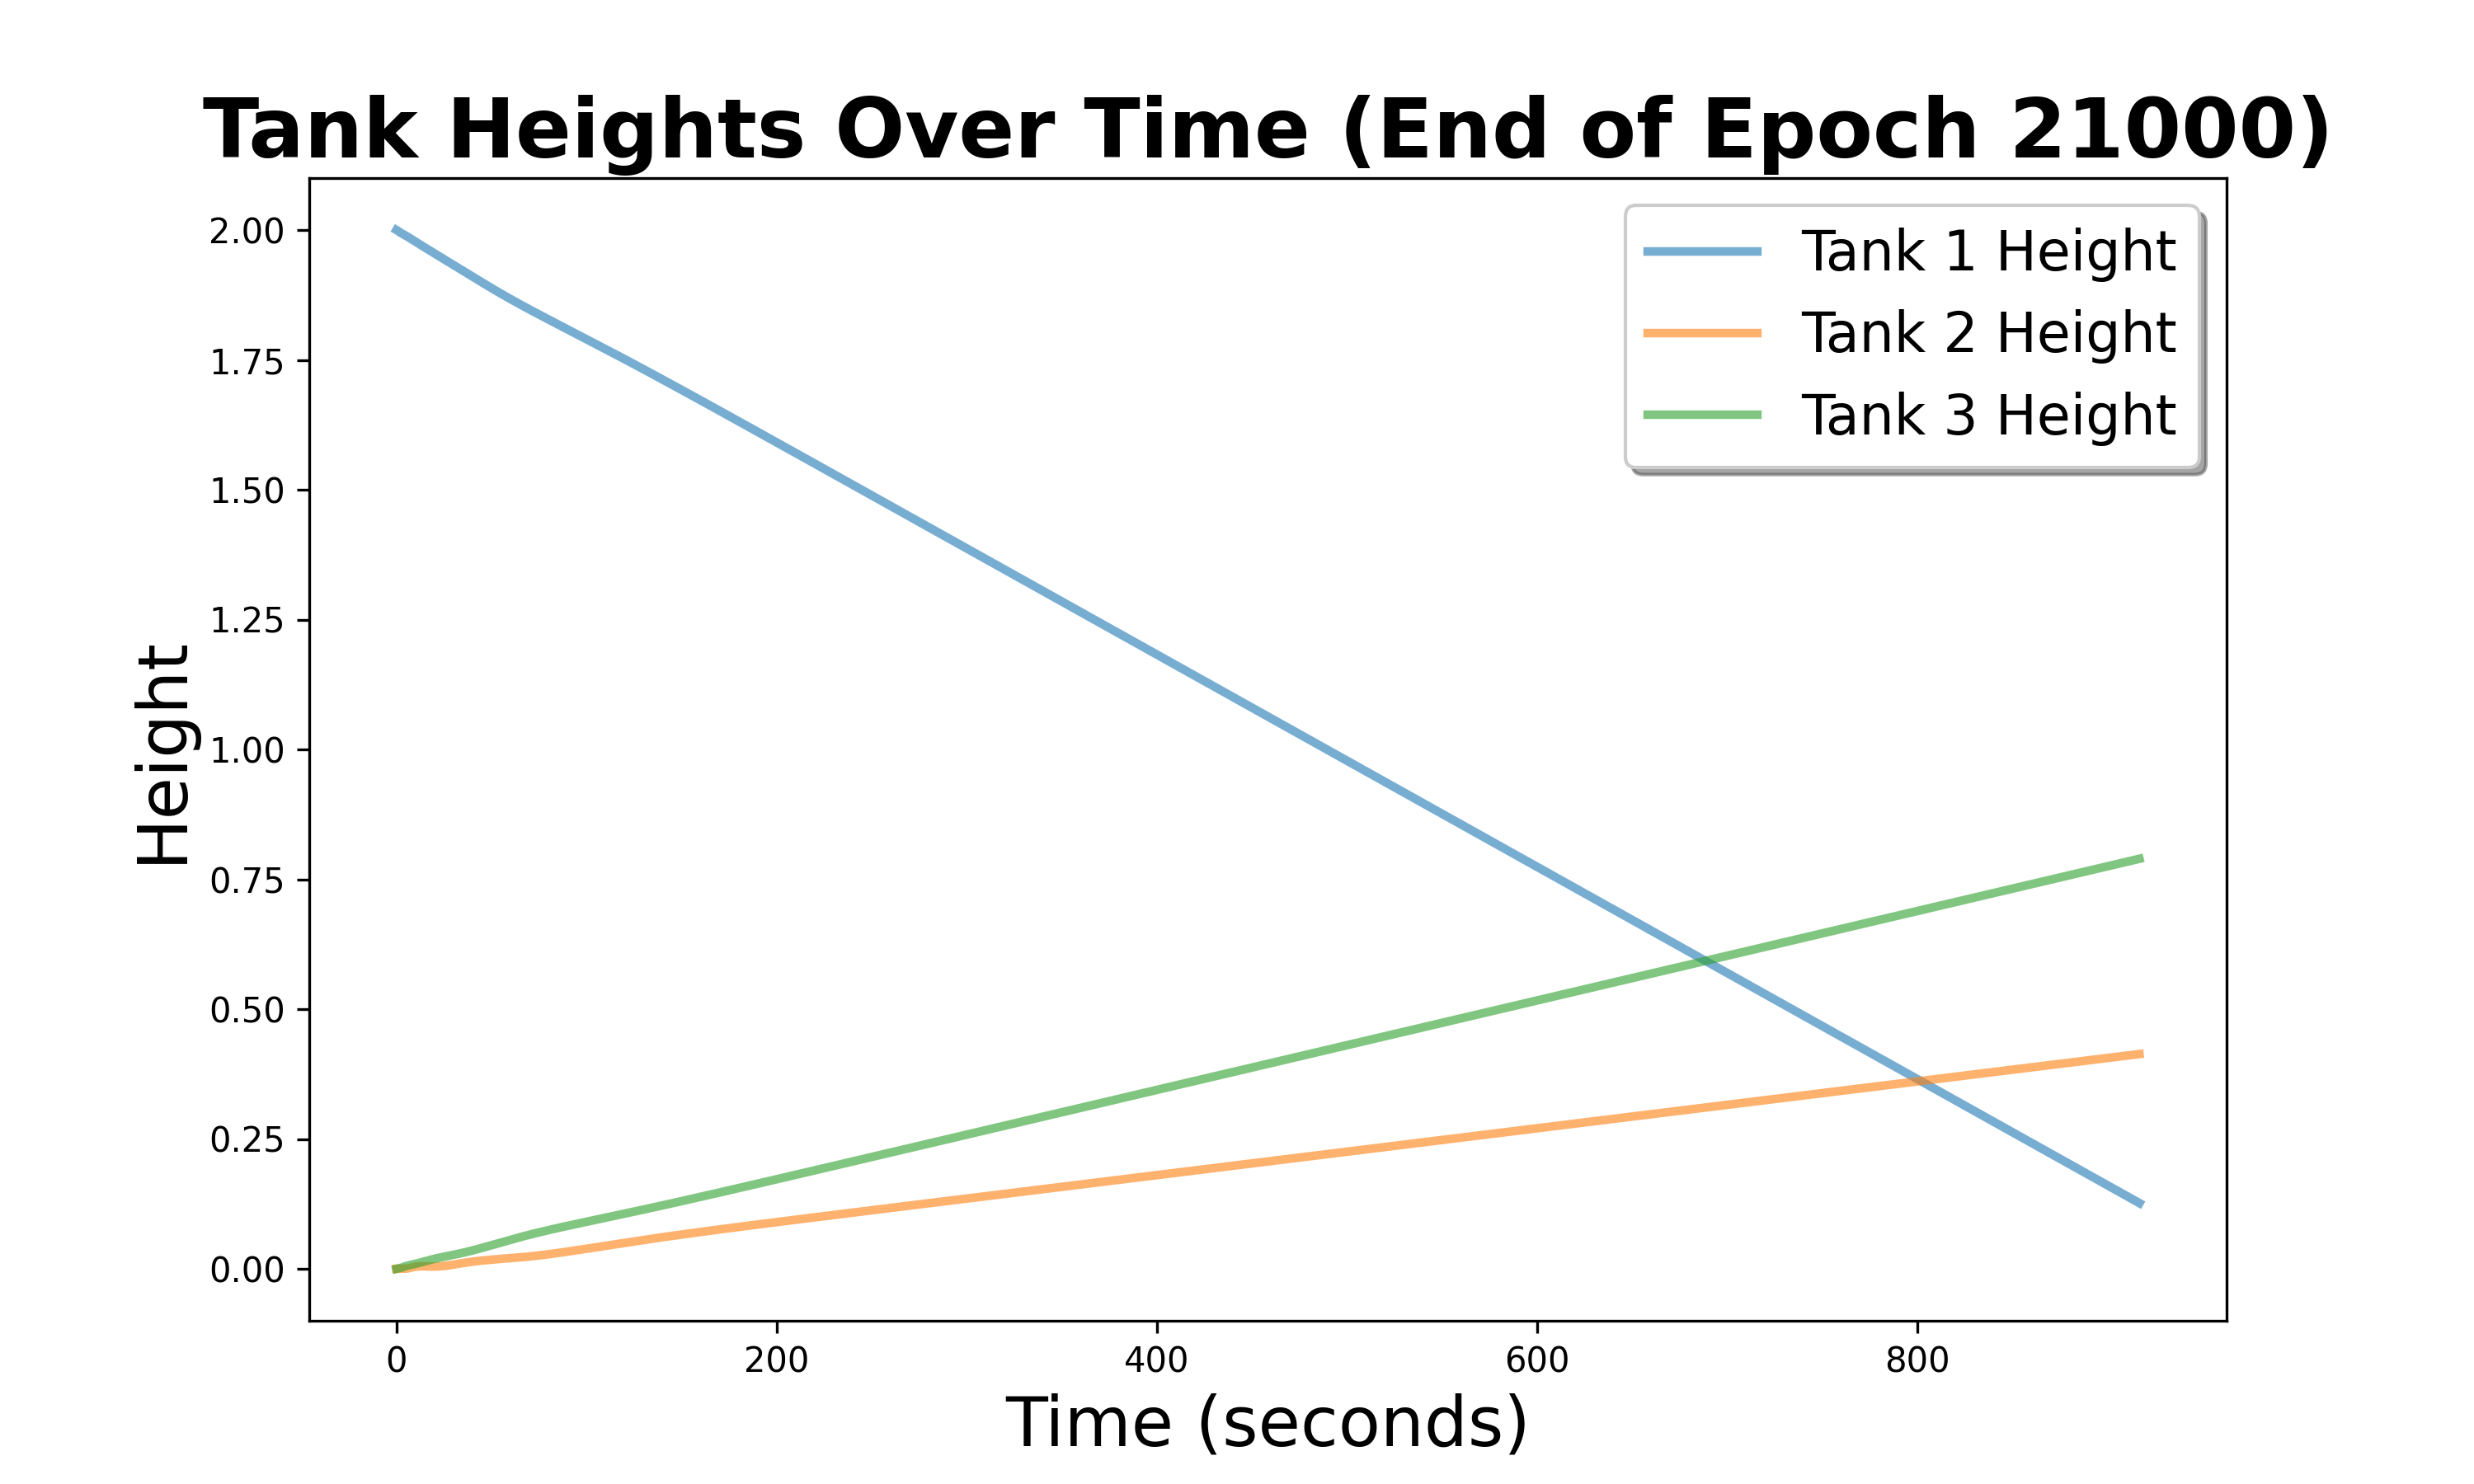 Tank Heights Over Time (End of Epoch 21000)
Tank 1 Height
Tank 2 Height
Tank 3 Height
Height
2.00
1.75
1.50
1.25
1.00
0.75
0.50
0.25
0.00
0 200 400 600 800
Time (seconds)